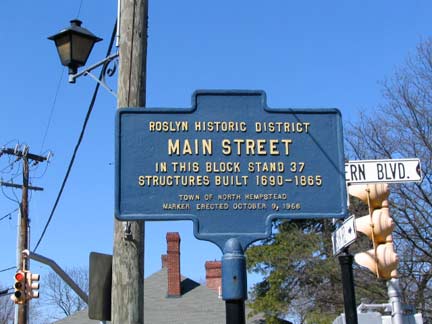 ROSLYN HISTORIC DISTRICT
MAIN STREET
IN THIS BLOCK STAND 37
STRUCTURES BUILT 1690-1865
TOWN OF NORTH HEMPSTEAD
MARKER ERECTED OCTOBER 9, 1966
ERN BLVD.